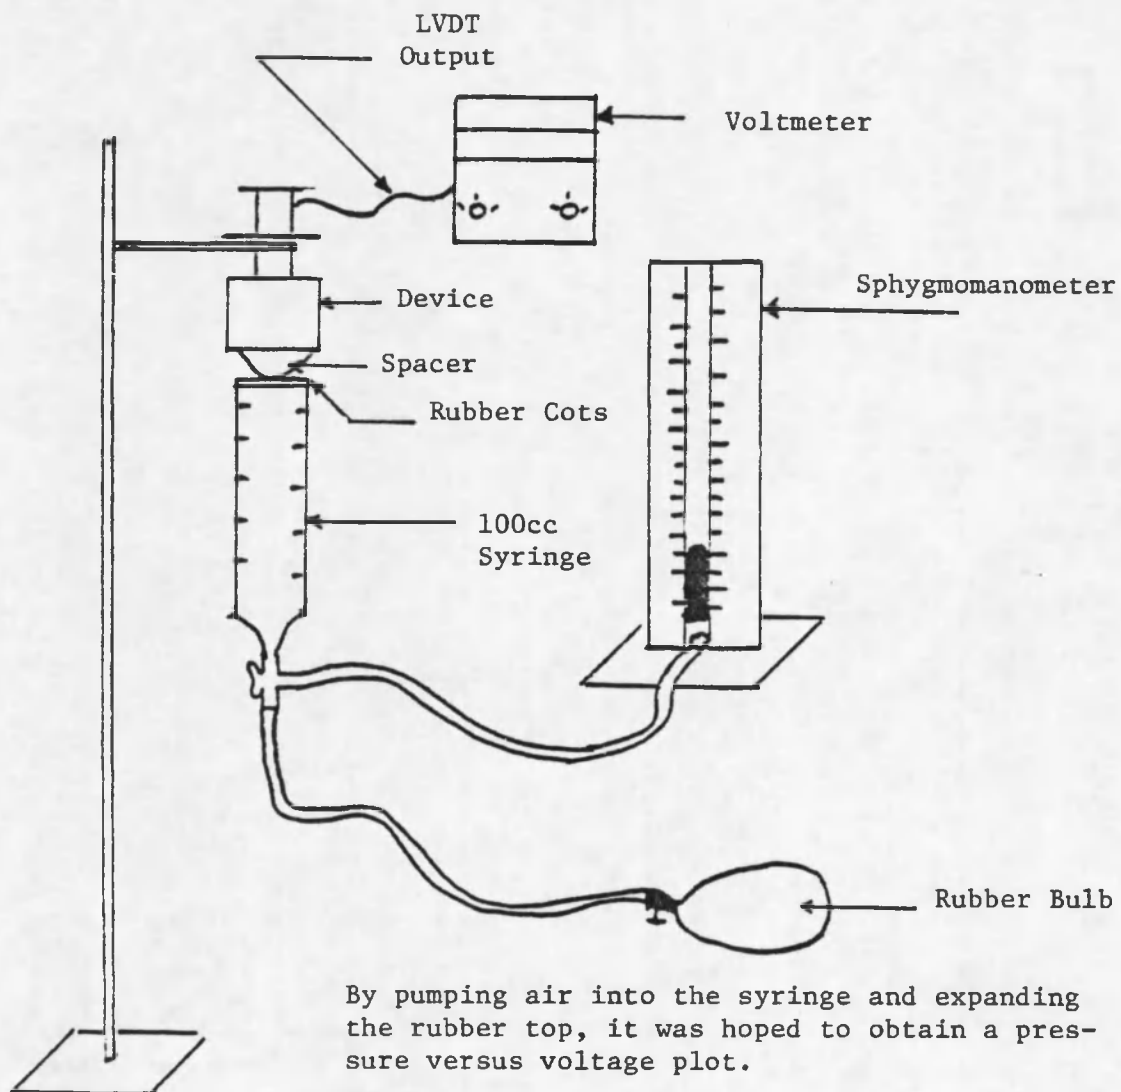 LVDT
Output
Voltmeter
Sphygmomanometer
Device
Spacer
Rubber Cots
100cc
Syringe
Rubber Bulb
By pumping air into the syringe and expanding
the rubber top, it was hoped to obtain a pres-
sure versus voltage plot.